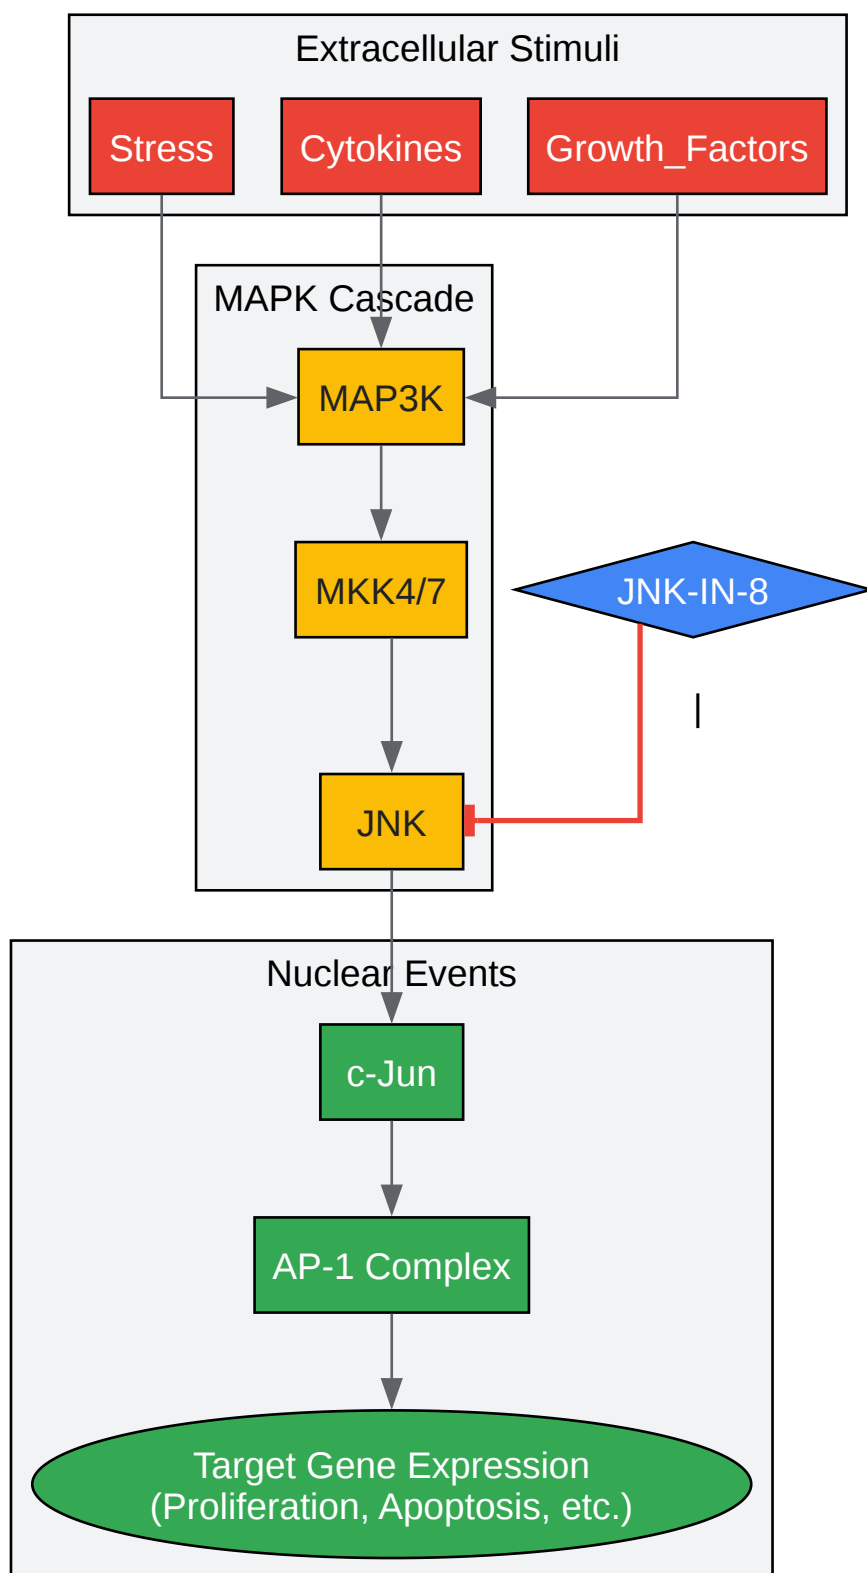 Extracellular Stimuli
Stress
Cytokines
Growth_Factors
MAPK Cascade
MAP3K
MKK4/7
JNK-IN-8
|
JNK
Nuclear Events
c-Jun
AP-1 Complex
Target Gene Expression
(Proliferation, Apoptosis, etc.)